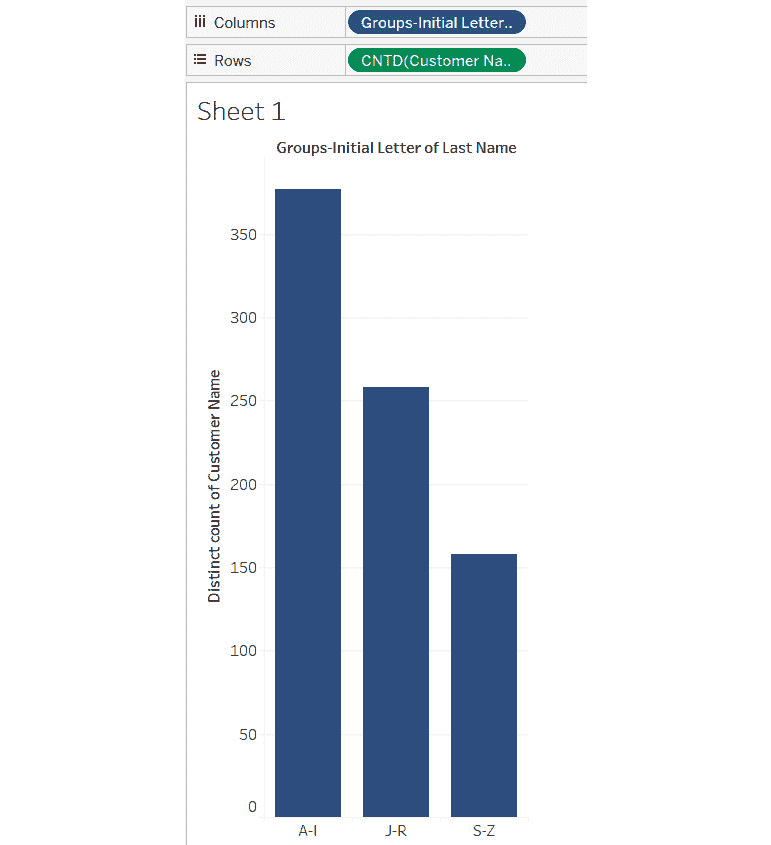 Columns
Groups-Initial Letter..
Rows
CNTD(Customer Na..
Sheet 1
Groups-Initial Letter of Last Name
Distinct count of Customer Name
350
300
250
200
150
100
50
0
A-I
J-R
S-Z